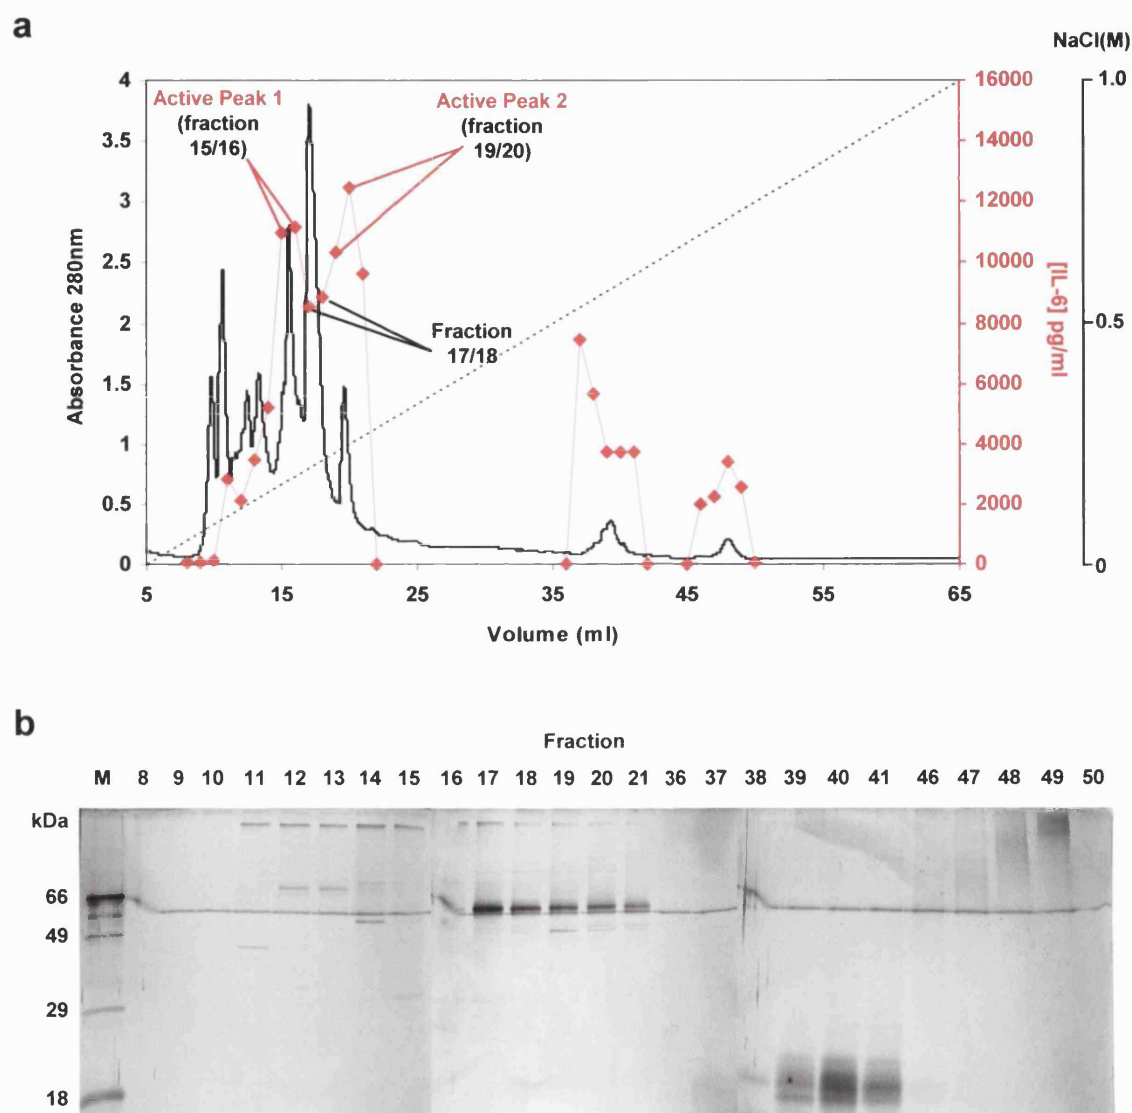 a
NaCl(M)
4
3.5
3
2.5
2
1.5
1
0.5
0
Absorbance 280nm
Active Peak 1
(fraction
15/16)
Active Peak 2
(fraction
19/20)
Fraction
17/18
16000
14000
12000
10000
8000
6000
4000
2000
0
[IL-6] pg/ml
1.0
0.5
0
5 15 25 35 45 55 65
Volume (ml)
b
Fraction
M 8 9 10 11 12 13 14 15 16 17 18 19 20 21 36 37 38 39 40 41 46 47 48 49 50
kDa
66
49
29
18